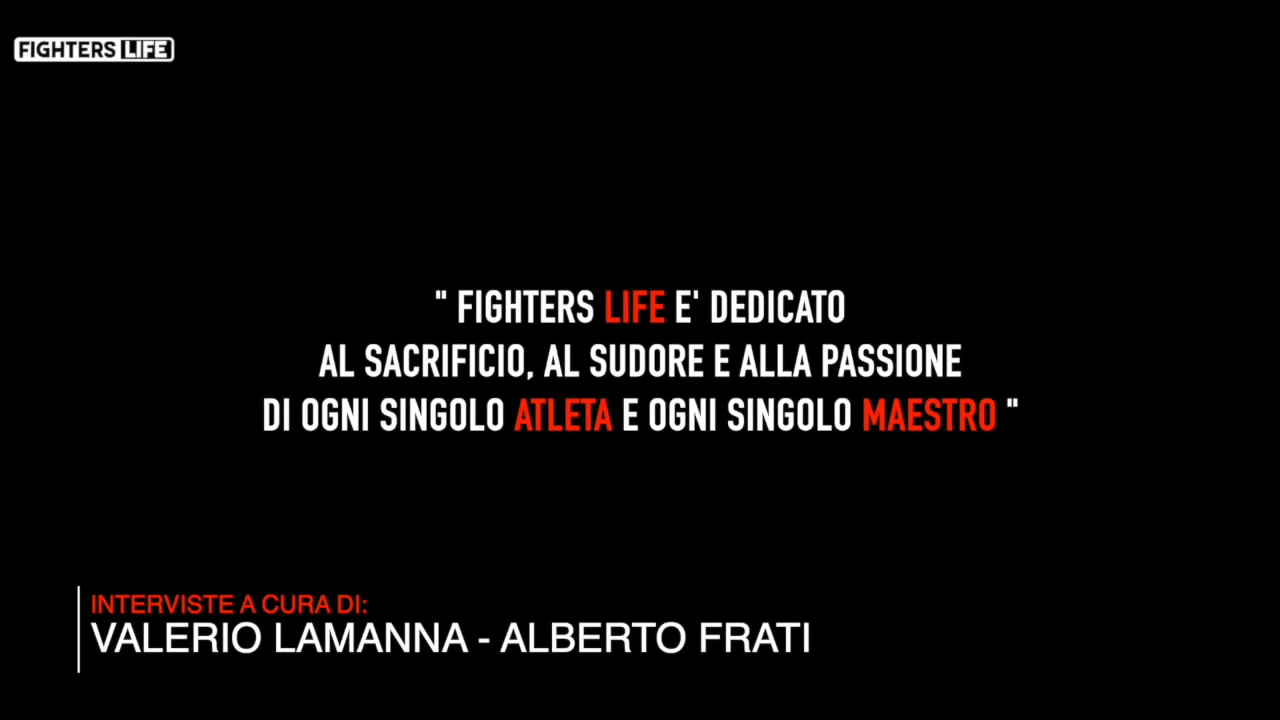 FIGHTERS LIFE
" FIGHTERS LIFE E' DEDICATO
AL SACRIFICIO, AL SUDORE E ALLA PASSIONE
DI OGNI SINGOLO ATLETA E OGNI SINGOLO MAESTRO "
INTERVISTE A CURA DI:
VALERIO LAMANNA - ALBERTO FRATI